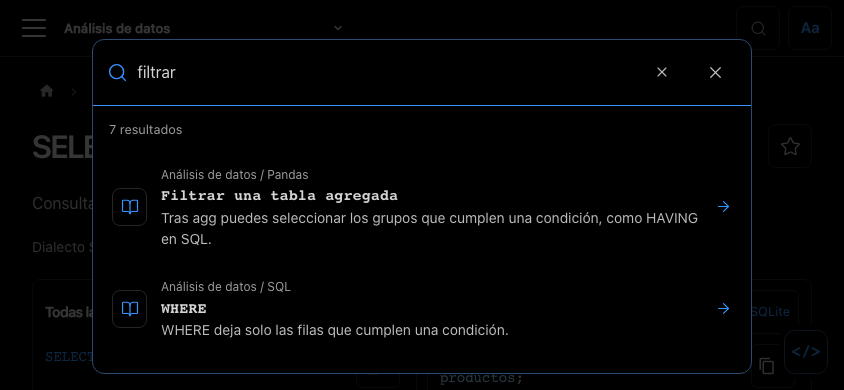 Análisis de datos
Aa
filtrar
SELE
7 resultados
Consulta
Dialecto S
Análisis de datos / Pandas
Filtrar una tabla agregada
Tras agg puedes seleccionar los grupos que cumplen una condición, como HAVING
en SQL.
Análisis de datos / SQL
WHERE
WHERE deja solo las filas que cumplen una condición.
Todas la
SQLite
SELECT
</>
productos;